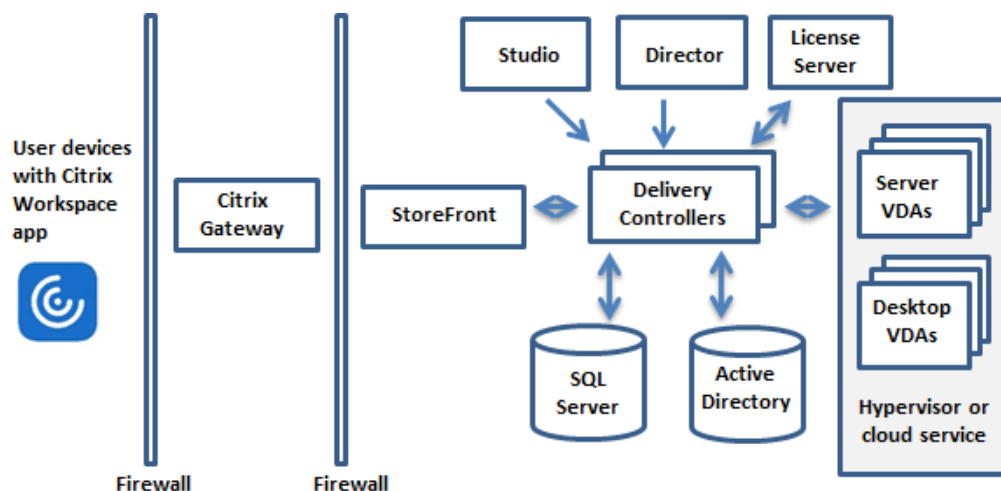 Studio
Director
License
Server
User devices
with Citrix
Workspace
app
Citrix
Gateway
StoreFront
Delivery
Controllers
Server
VDAs
Desktop
VDAs
SQL
Server
Active
Directory
Hypervisor or
cloud service
Firewall
Firewall